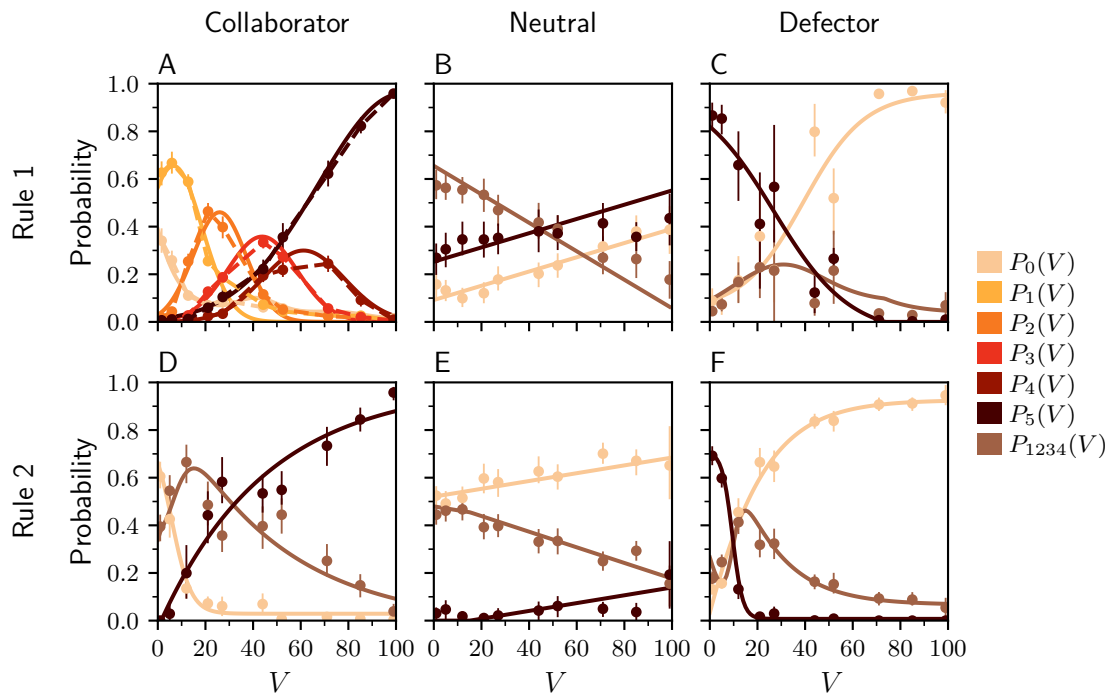 Collaborator Neutral Defector
A B C
Rule 1
Probability
1.0
0.8
0.6
0.4
0.2
0.0
D E F
Rule 2
Probability
1.0
0.8
0.6
0.4
0.2
0.0
0 20 40 60 80 100
0 20 40 60 80 100
0 20 40 60 80 100
V V V
P0(V)
P1(V)
P2(V)
P3(V)
P4(V)
P5(V)
P1234(V)